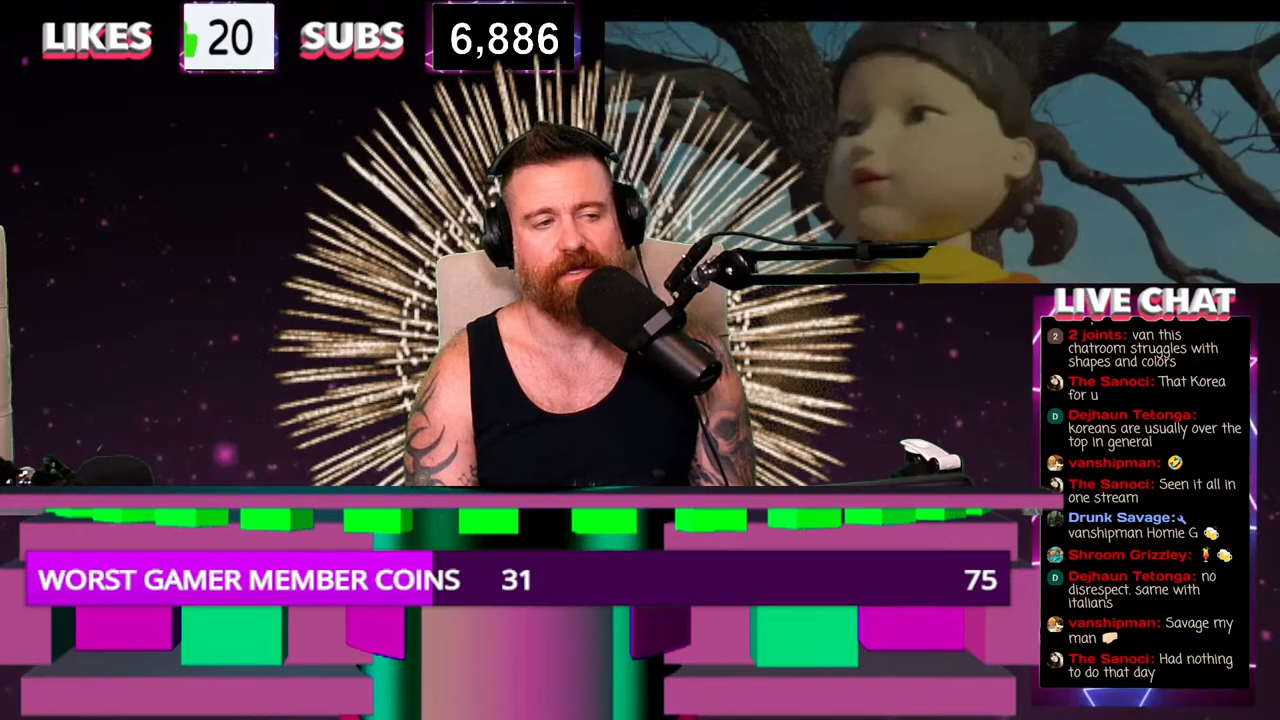 LIKES 20 SUBS 6,886
LIVE CHAT
2 joints: van this
chatroom struggles with
shapes and colors
The Sanoci: That Korea
for u
Dejhaun Tetonga:
koreans are usually over the
top in general
vanshipman: 🤣
The Sanoci: Seen it all in
one stream
Drunk Savage:🔧
vanshipman Homie G 🍻
Shroom Grizzley: 🍹🍻
Dejhaun Tetonga: no
disrespect. same with
italians
vanshipman: Savage my
man 🤛🏻
The Sanoci: Had nothing
to do that day
WORST GAMER MEMBER COINS 31 75